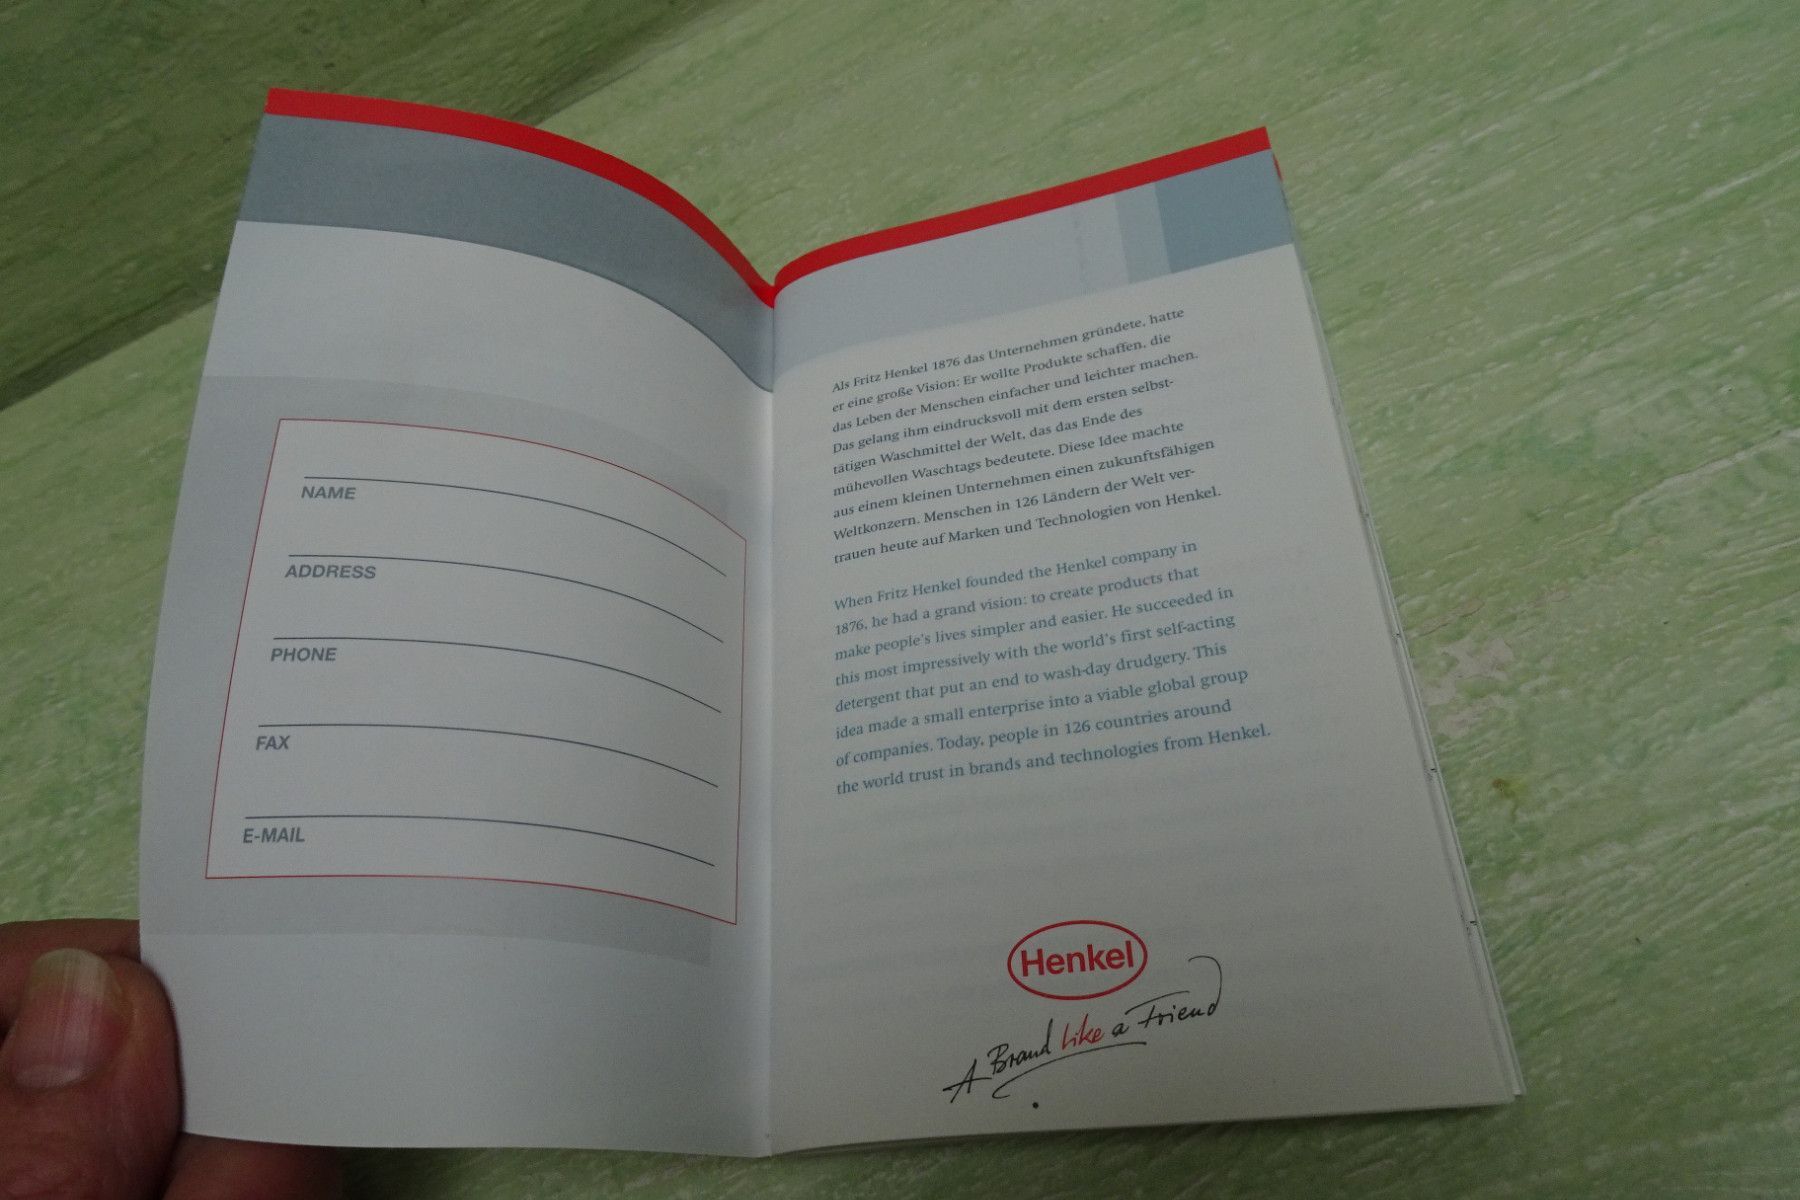 NAME
ADDRESS
PHONE
FAX
E-MAIL
Als Fritz Henkel 1876 das Unternehmen gründete, hatte
er eine große Vision: Er wollte Produkte schaffen, die
das Leben der Menschen einfacher und leichter machen.
Das gelang ihm eindrucksvoll mit dem ersten selbst-
tätigen Waschmittel der Welt, das das Ende des
mühevollen Waschtags bedeutete. Diese Idee machte
aus einem kleinen Unternehmen einen zukunftsfähigen
Weltkonzern. Menschen in 126 Ländern der Welt ver-
trauen heute auf Marken und Technologien von Henkel.
When Fritz Henkel founded the Henkel company in
1876, he had a grand vision: to create products that
make people's lives simpler and easier. He succeeded in
this most impressively with the world's first self-acting
detergent that put an end to wash-day drudgery. This
idea made a small enterprise into a viable global group
of companies. Today, people in 126 countries around
the world trust in brands and technologies from Henkel.
Henkel
A Brand like a Friend